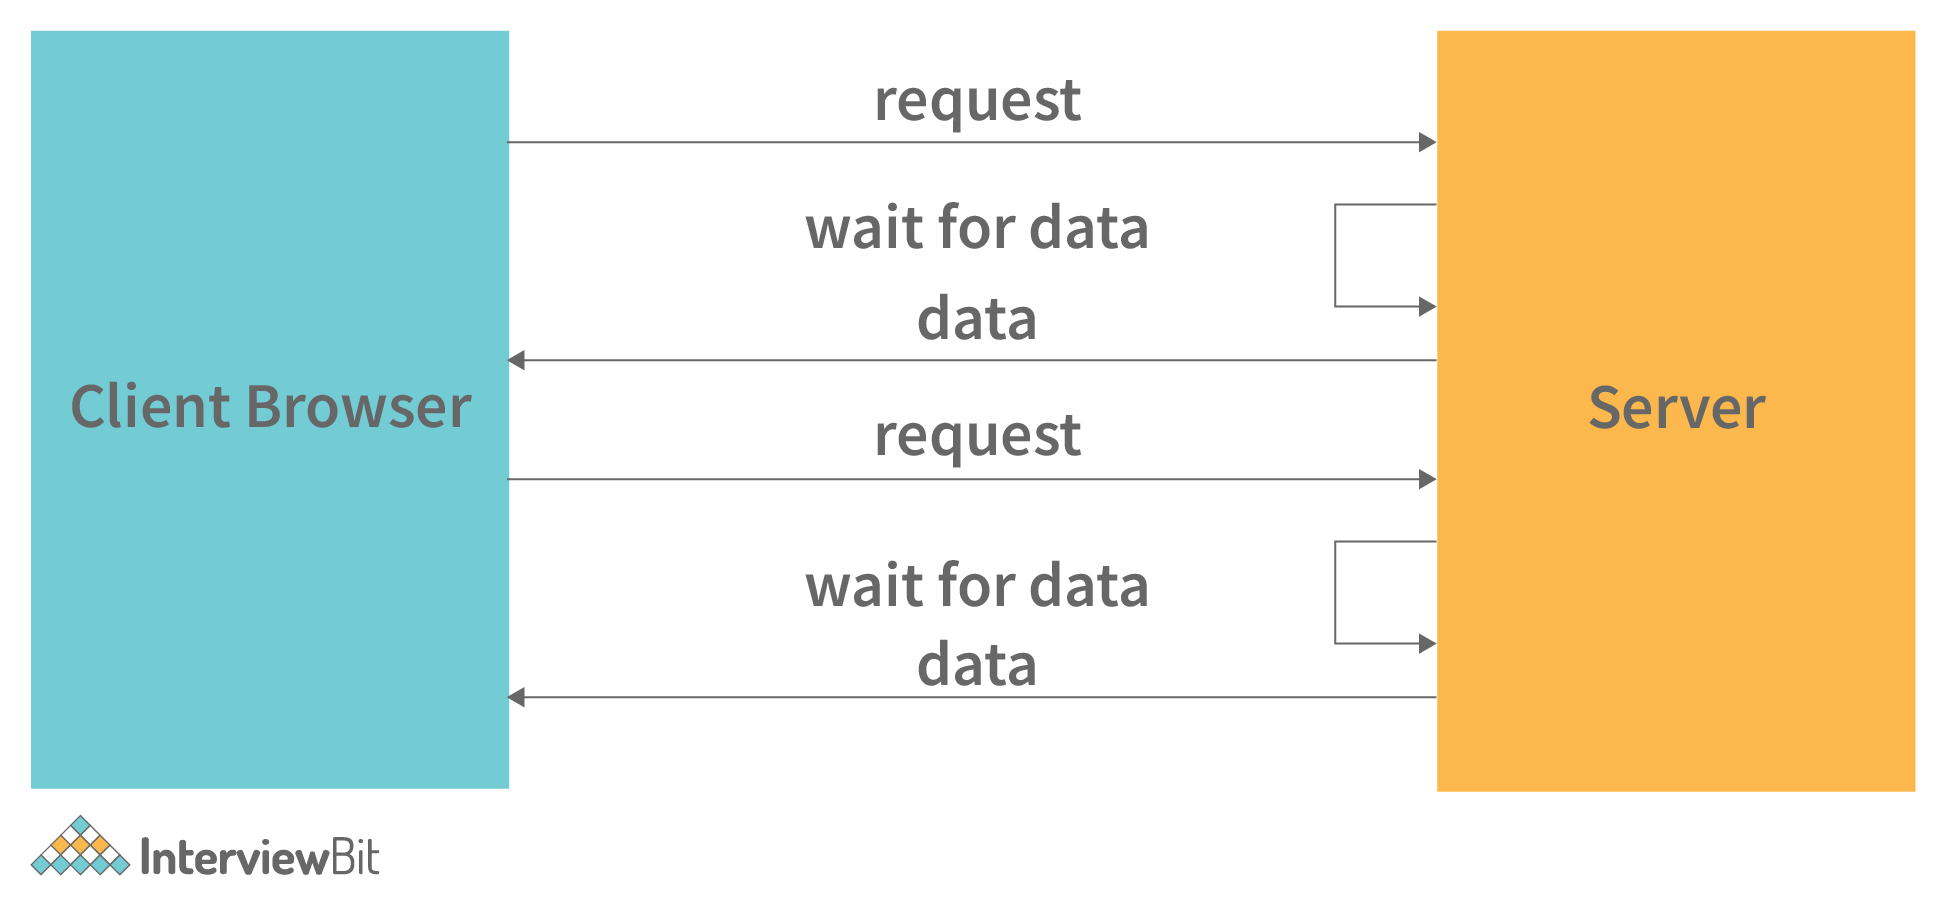 request
wait for data
data
Client Browser
Server
request
wait for data
data
InterviewBit